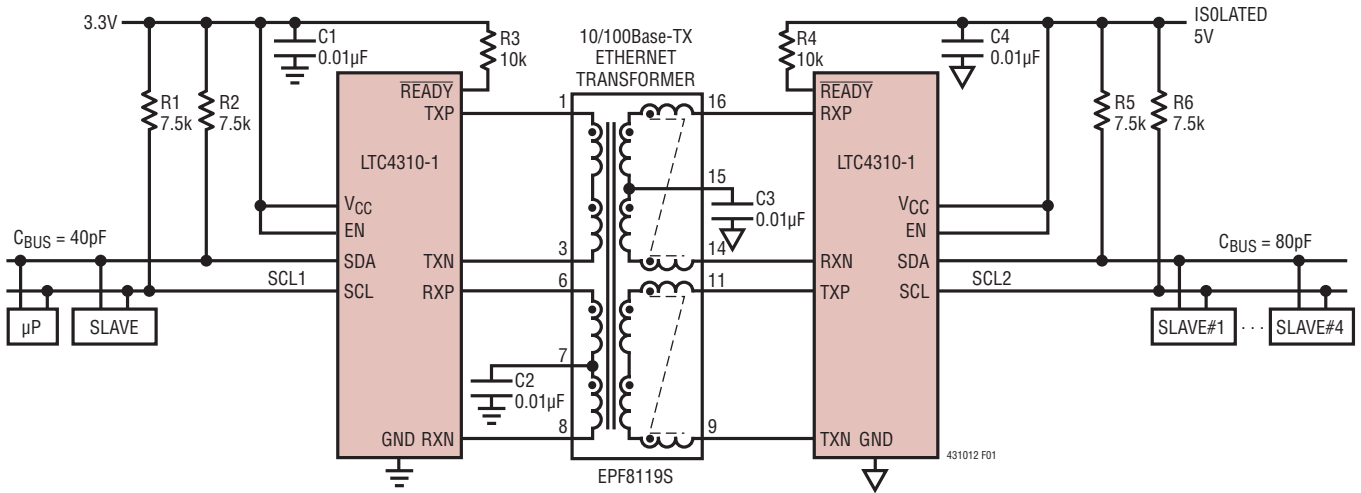 3.3V
C1
0.01µF
R3
10k
R1
7.5k
R2
7.5k
READY
TXP
LTC4310-1
VCC
EN
SDA
SCL
TXN
RXP
GND RXN
CBUS = 40pF
SCL1
µP
SLAVE
C2
0.01µF
10/100Base-TX
ETHERNET
TRANSFORMER
1
3
6
7
8
16
15
14
11
9
EPF8119S
C3
0.01µF
R4
10k
C4
0.01µF
ISOLATED
5V
READY
RXP
LTC4310-1
VCC
EN
SDA
SCL
RXN
TXP
TXN GND
R5
7.5k
R6
7.5k
CBUS = 80pF
SCL2
SLAVE#1 · · · SLAVE#4
431012 F01